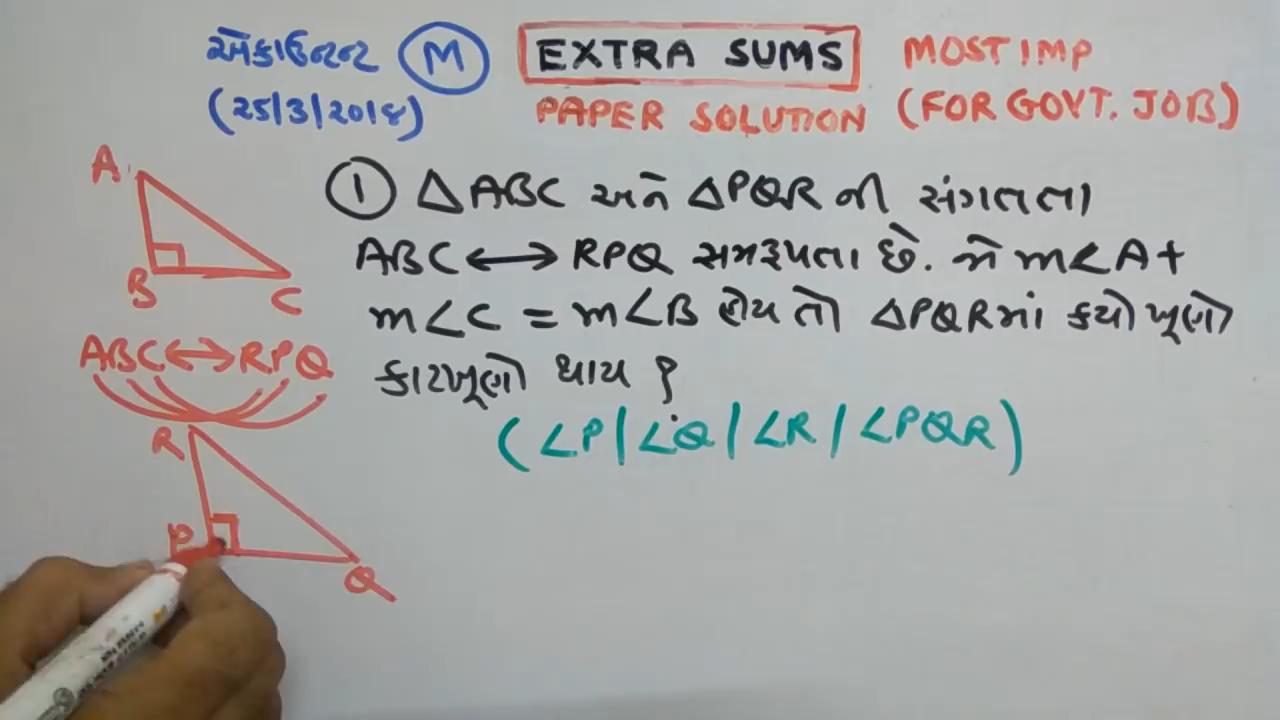 એકાઉન્ટન્ટ (M) EXTRA SUMS MOST IMP
(25/3/2018) PAPER SOLUTION (FOR GOVT. JOB)
① △ABC અને △PQR ની સંગતતા
ABC ↔ RPQ સમરૂપતા છે. જો m∠A+
m∠C = m∠B હોય તો △PQRમાં કયો ખૂણો
કાટખૂણો થાય ?
(∠P/∠Q/∠R/∠PQR)
A
B
C
ABC↔RPQ
R
P
Q